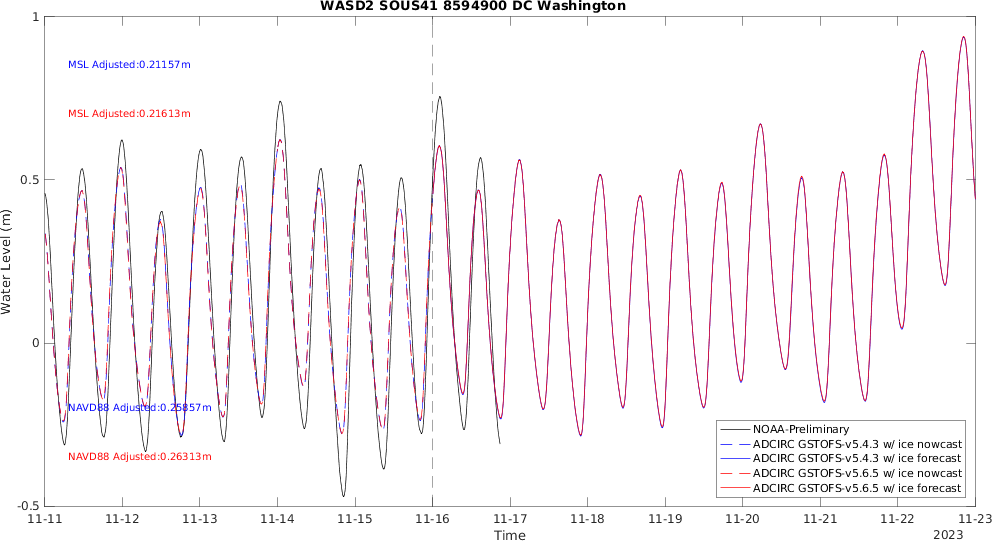 WASD2 SOUS41 8594900 DC Washington
1
MSL Adjusted:0.21157m
MSL Adjusted:0.21613m
0.5
Water Level (m)
0
NAVD88 Adjusted:0.25857m
NAVD88 Adjusted:0.26313m
NOAA-Preliminary
ADCIRC GSTOFS-v5.4.3 w/ ice nowcast
ADCIRC GSTOFS-v5.4.3 w/ ice forecast
ADCIRC GSTOFS-v5.6.5 w/ ice nowcast
ADCIRC GSTOFS-v5.6.5 w/ ice forecast
-0.5
11-11 11-12 11-13 11-14 11-15 11-16 11-17 11-18 11-19 11-20 11-21 11-22 11-23
Time
2023